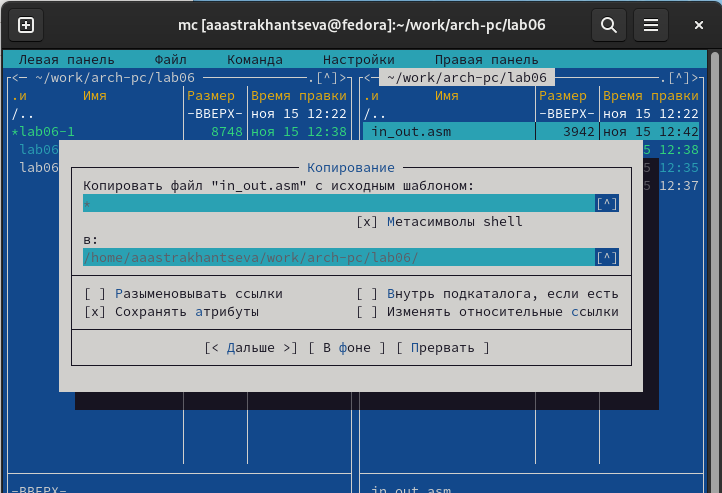 mc [aaastrakhantseva@fedora]:~/work/arch-pc/lab06
Левая панель Файл Команда Настройки Правая панель
<— ~/work/arch-pc/lab06 .[^]> <— ~/work/arch-pc/lab06 .[^]>
.и Имя Размер Время правки .и Имя Размер Время правки
/.. -ВВЕРХ- ноя 15 12:22 /.. -ВВЕРХ- ноя 15 12:22
*lab06-1 8748 ноя 15 12:38 in_out.asm 3942 ноя 15 12:42
lab06 5 12:38
lab06 5 12:35
5 12:37
Копирование
Копировать файл "in_out.asm" с исходным шаблоном:
* [^]
[x] Метасимволы shell
в:
/home/aaastrakhantseva/work/arch-pc/lab06/ [^]
[ ] Разыменовывать ссылки [ ] Внутрь подкаталога, если есть
[x] Сохранять атрибуты [ ] Изменять относительные ссылки
[< Дальше >] [ В фоне ] [ Прервать ]
-ВВЕРХ- in_out.asm